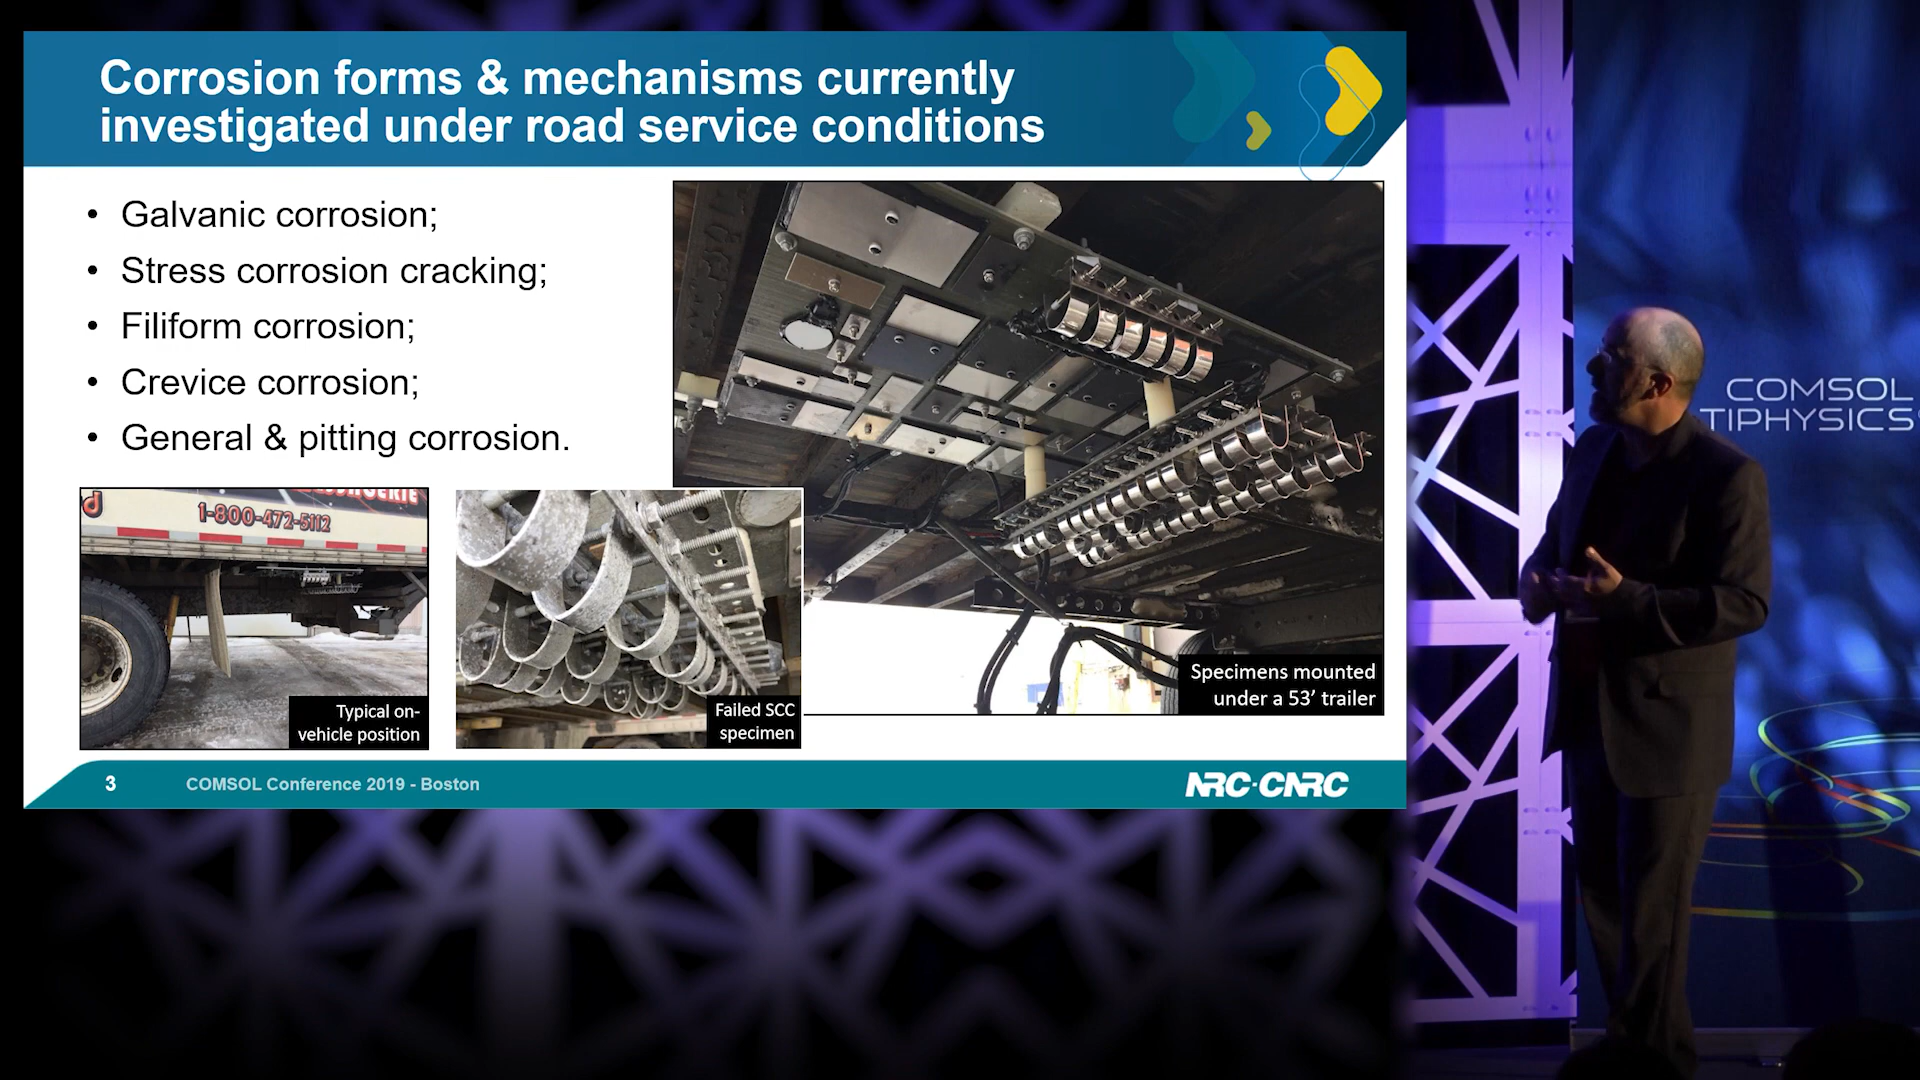 Corrosion forms & mechanisms currently
investigated under road service conditions
• Galvanic corrosion;
• Stress corrosion cracking;
• Filiform corrosion;
• Crevice corrosion;
• General & pitting corrosion.
1-800-472-5112
Typical on-
vehicle position
Failed SCC
specimen
Specimens mounted
under a 53’ trailer
3
COMSOL Conference 2019 - Boston
NRC·CNRC
COMSOL
TIPHYSICS